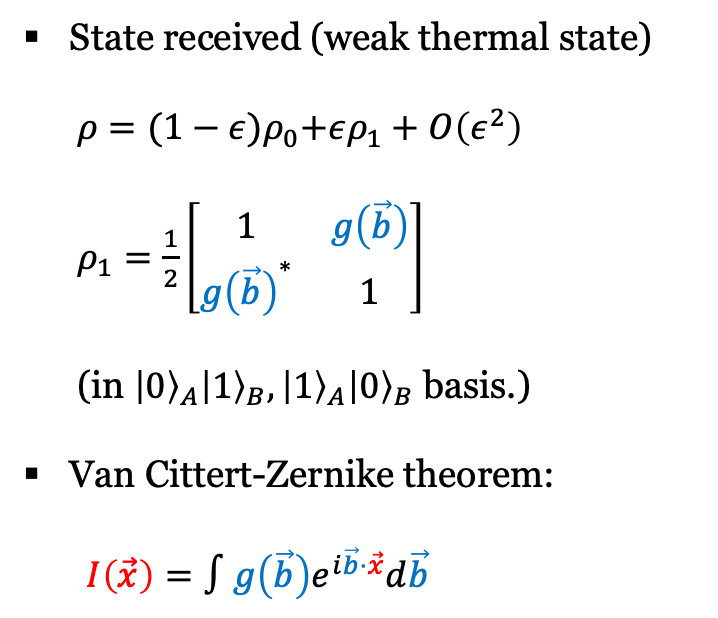 ▪ State received (weak thermal state)
ρ = (1 − ϵ)ρ₀+ϵρ₁ + O(ϵ²)
ρ₁ = 1/2 [ 1 g(b⃗)
g(b⃗)* 1 ]
(in |0⟩_A|1⟩_B, |1⟩_A|0⟩_B basis.)
▪ Van Cittert-Zernike theorem:
I(x⃗) = ∫ g(b⃗)e^{ib⃗·x⃗}db⃗